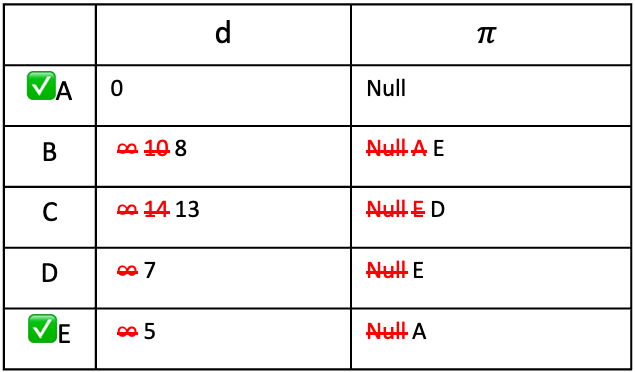 d π
✅A 0 Null
B ∞ 10 8 Null A E
C ∞ 14 13 Null E D
D ∞ 7 Null E
✅E ∞ 5 Null A